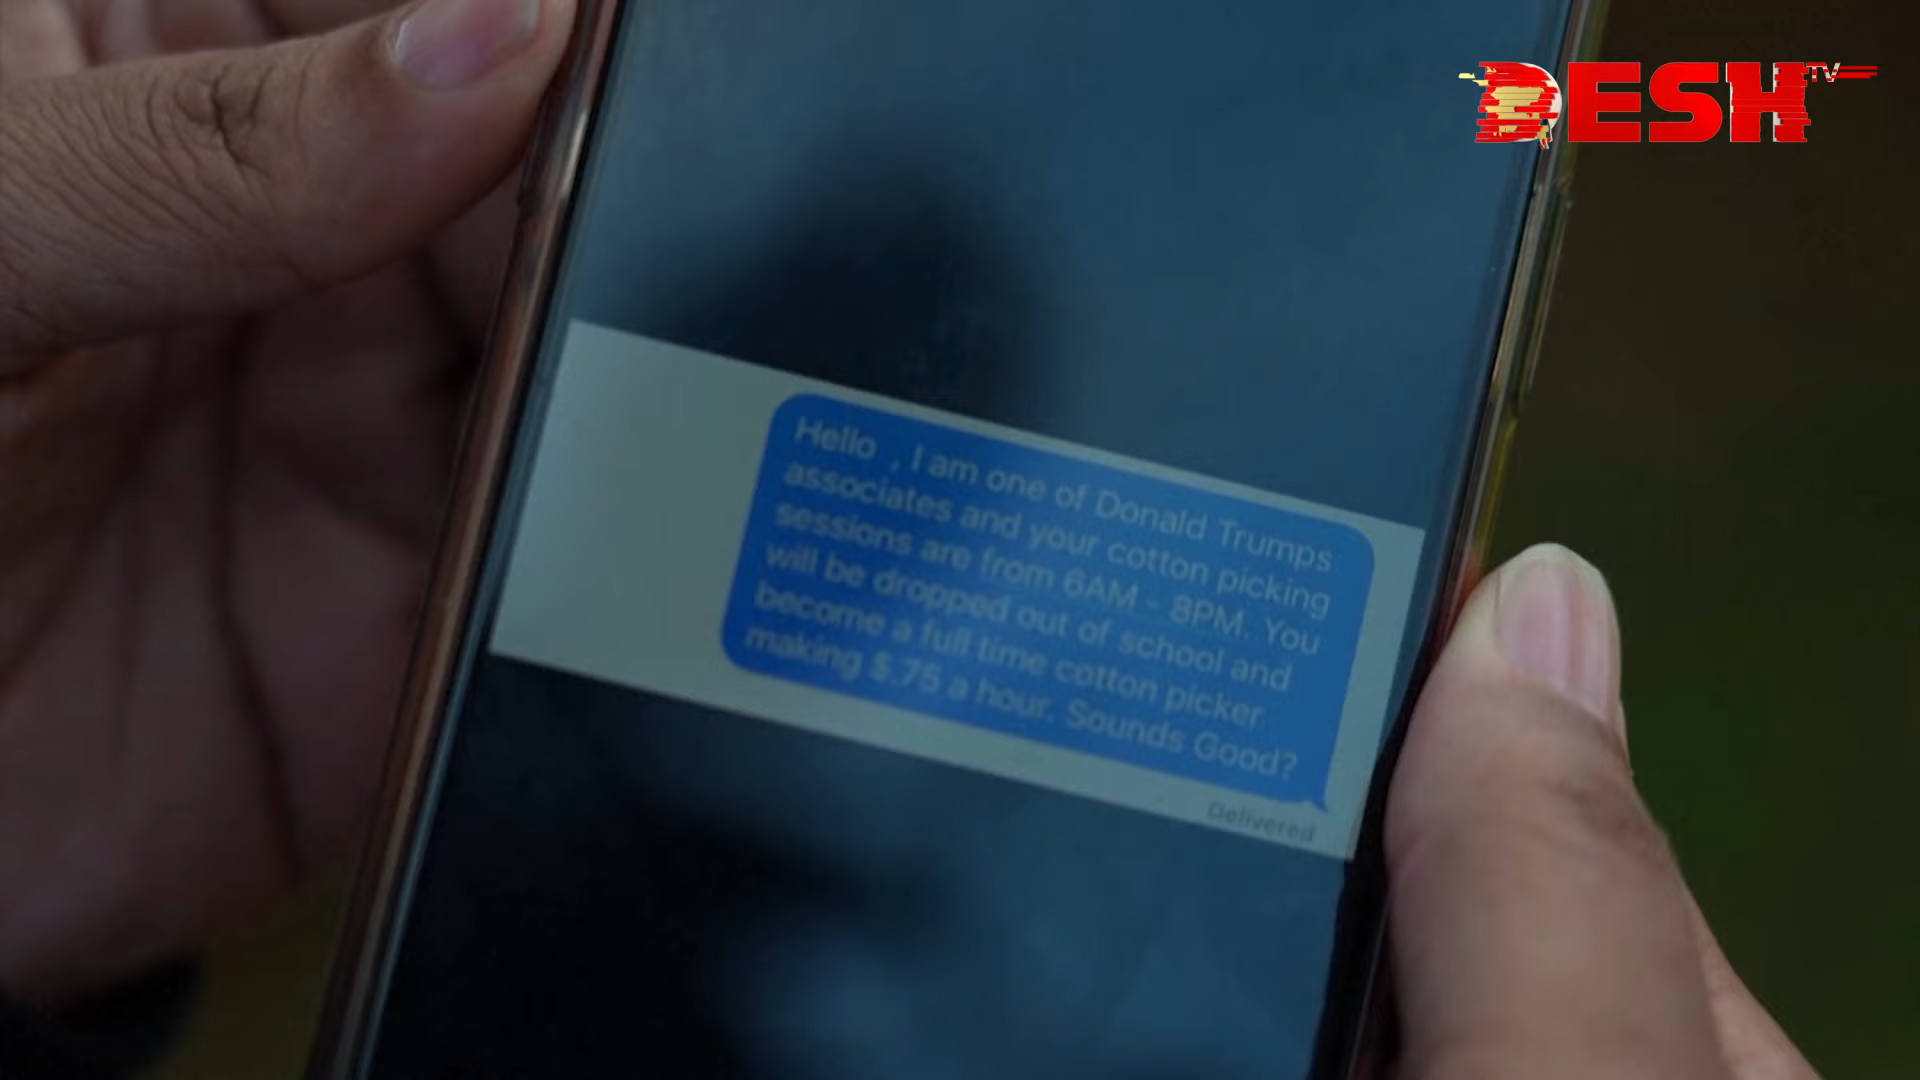 DESH TV
Hello , I am one of Donald Trumps
associates and your cotton picking
sessions are from 6AM - 8PM. You
will be dropped out of school and
become a full time cotton picker
making $.75 a hour. Sounds Good?
Delivered